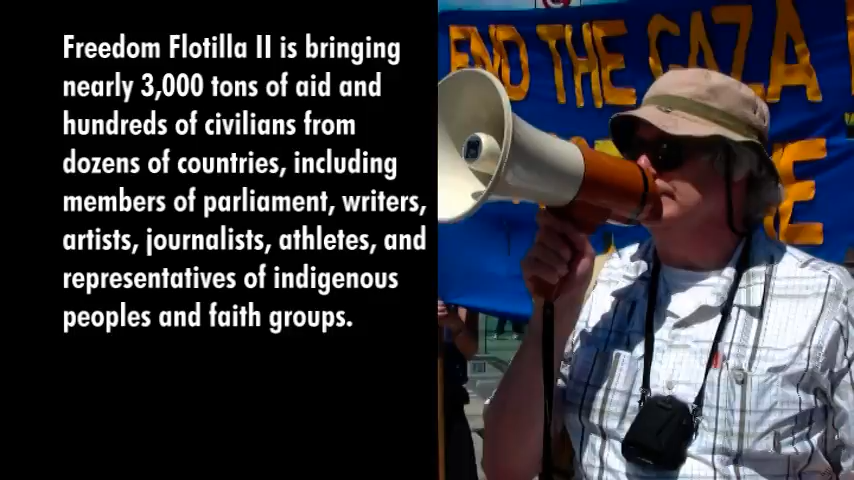 Freedom Flotilla II is bringing
nearly 3,000 tons of aid and
hundreds of civilians from
dozens of countries, including
members of parliament, writers,
artists, journalists, athletes, and
representatives of indigenous
peoples and faith groups.
END THE GAZA